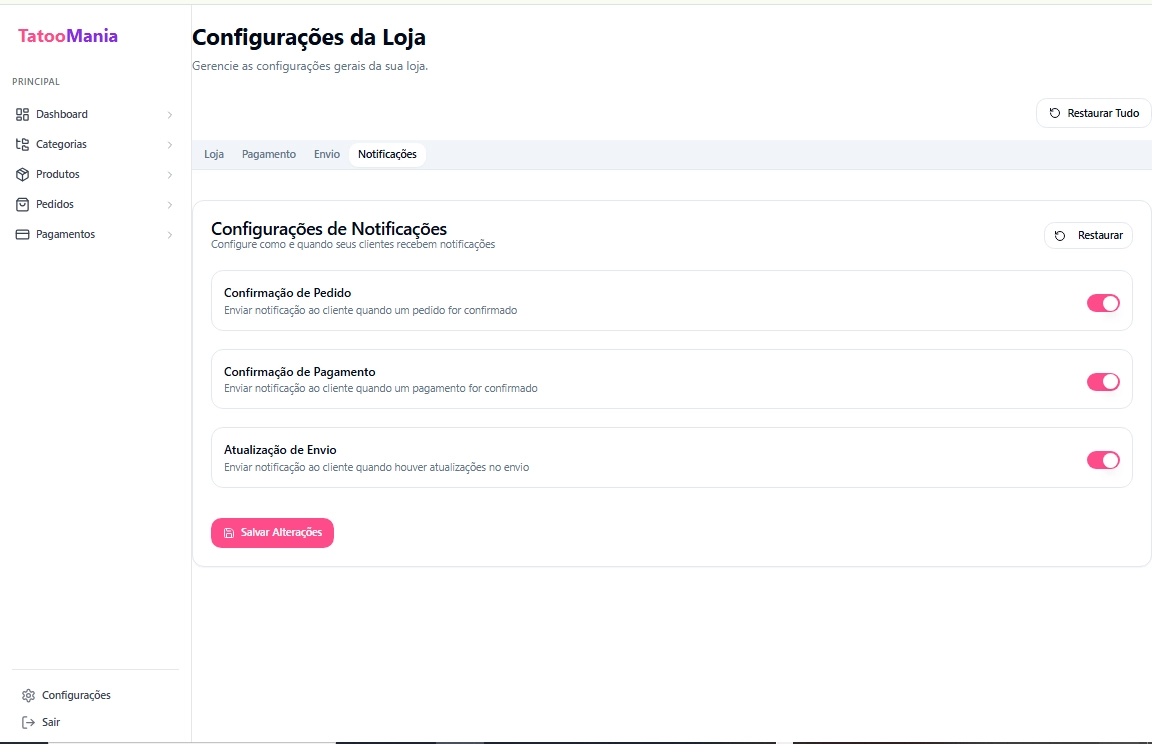 TatooMania
PRINCIPAL
Dashboard
Categorias
Produtos
Pedidos
Pagamentos
Configurações
Sair
Configurações da Loja
Gerencie as configurações gerais da sua loja.
Restaurar Tudo
Loja Pagamento Envio Notificações
Configurações de Notificações
Configure como e quando seus clientes recebem notificações
Restaurar
Confirmação de Pedido
Enviar notificação ao cliente quando um pedido for confirmado
Confirmação de Pagamento
Enviar notificação ao cliente quando um pagamento for confirmado
Atualização de Envio
Enviar notificação ao cliente quando houver atualizações no envio
Salvar Alterações